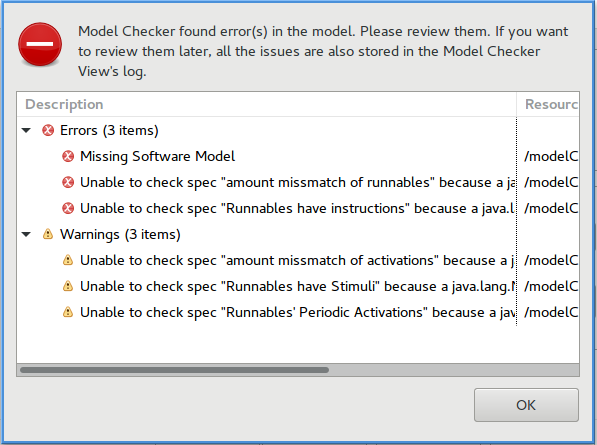 Model Checker found error(s) in the model. Please review them. If you want
to review them later, all the issues are also stored in the Model Checker
View's log.
Description Resourc
Errors (3 items)
Missing Software Model /modelC
Unable to check spec "amount missmatch of runnables" because a ja /modelC
Unable to check spec "Runnables have instructions" because a java.l /modelC
Warnings (3 items)
Unable to check spec "amount missmatch of activations" because a j /modelC
Unable to check spec "Runnables have Stimuli" because a java.lang.N /modelC
Unable to check spec "Runnables' Periodic Activations" because a jav /modelC
OK